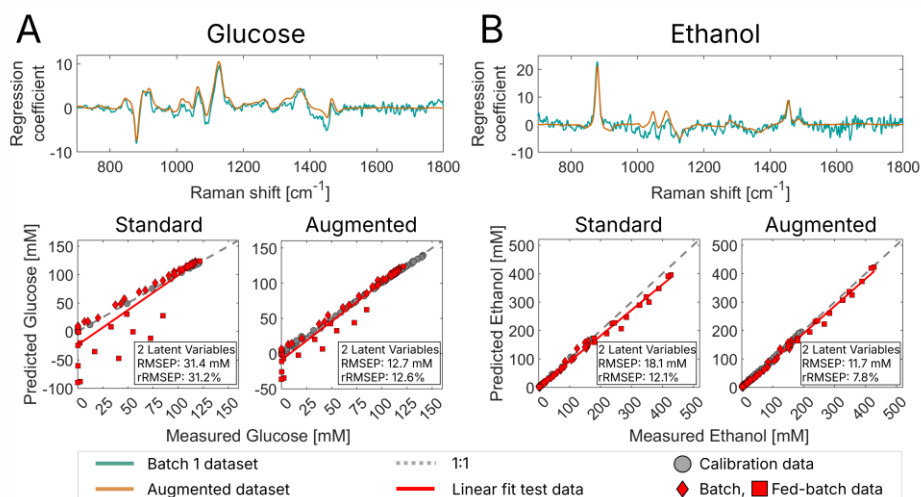 A
Glucose
B
Ethanol
Regression
coefficient
10
0
-10
800
1000
1200
1400
1600
1800
Raman shift [cm⁻¹]
Regression
coefficient
20
10
0
-10
800
1000
1200
1400
1600
1800
Raman shift [cm⁻¹]
Standard
Augmented
Standard
Augmented
Predicted Glucose [mM]
150
100
50
0
-50
-100
0
25
50
75
100
125
150
2 Latent Variables
RMSEP: 31.4 mM
rRMSEP: 31.2%
150
100
50
0
-50
0
25
50
75
100
125
150
2 Latent Variables
RMSEP: 12.7 mM
rRMSEP: 12.6%
Measured Glucose [mM]
Predicted Ethanol [mM]
500
400
300
200
100
0
0
100
200
300
400
500
2 Latent Variables
RMSEP: 18.1 mM
rRMSEP: 12.1%
500
400
300
200
100
0
0
100
200
300
400
500
2 Latent Variables
RMSEP: 11.7 mM
rRMSEP: 7.8%
Measured Ethanol [mM]
Batch 1 dataset
1:1
Calibration data
Augmented dataset
Linear fit test data
Batch, Fed-batch data